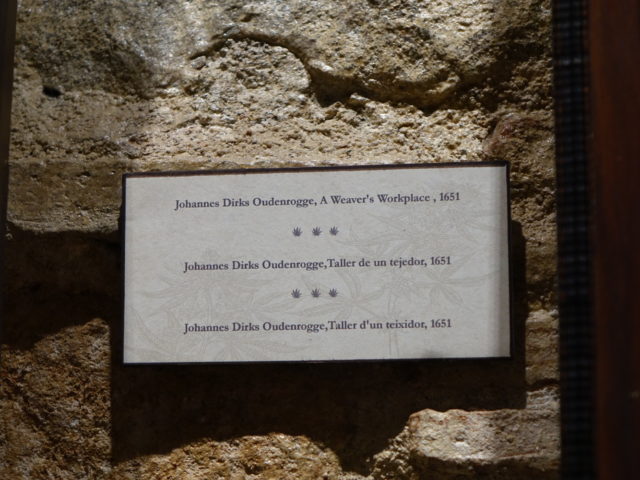 Johannes Dirks Oudenrogge, A Weaver's Workplace , 1651
Johannes Dirks Oudenrogge,Taller de un tejedor, 1651
Johannes Dirks Oudenrogge,Taller d'un teixidor, 1651